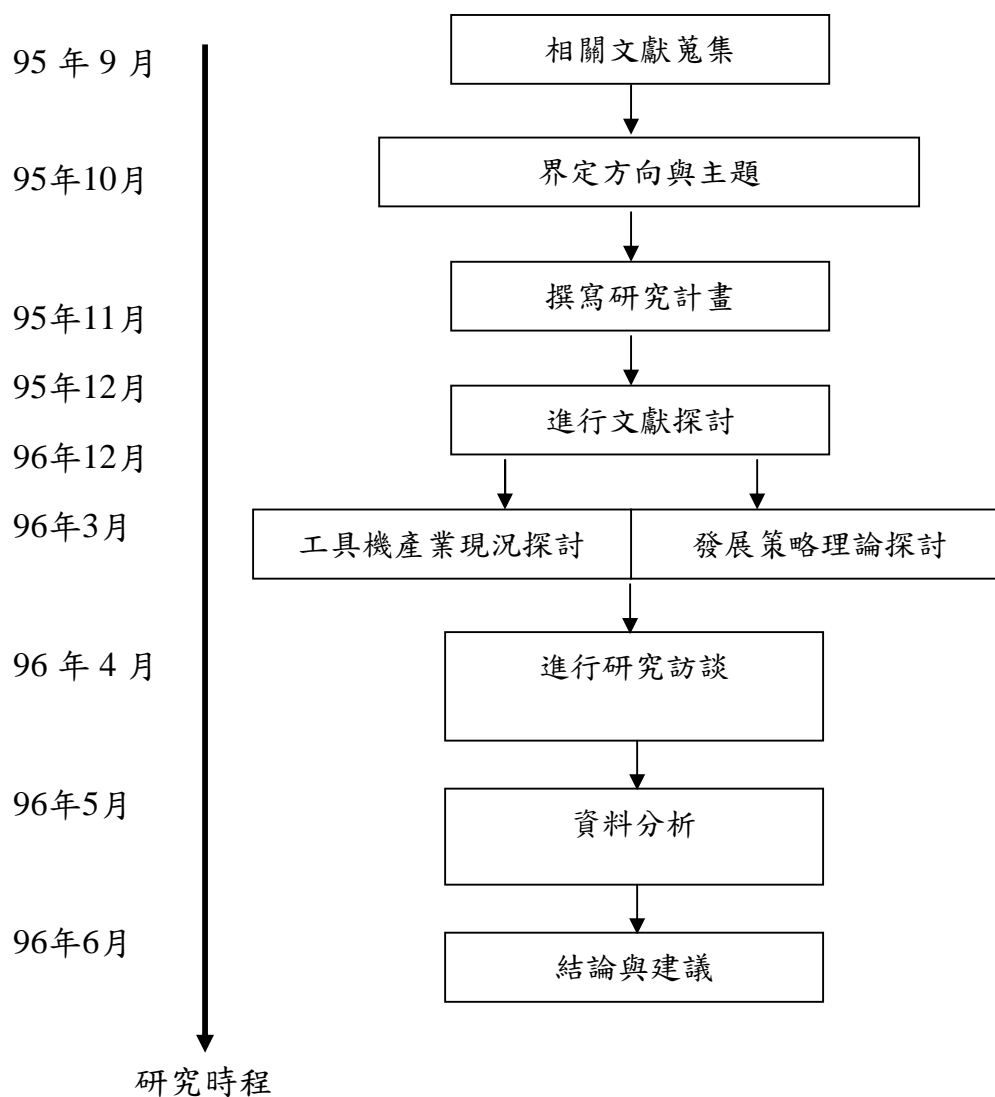 95 年 9 月
相關文獻蒐集
95年10月
界定方向與主題
95年11月
撰寫研究計畫
95年12月
進行文獻探討
96年12月
96年3月
工具機產業現況探討
發展策略理論探討
96 年 4 月
進行研究訪談
96年5月
資料分析
96年6月
結論與建議
研究時程